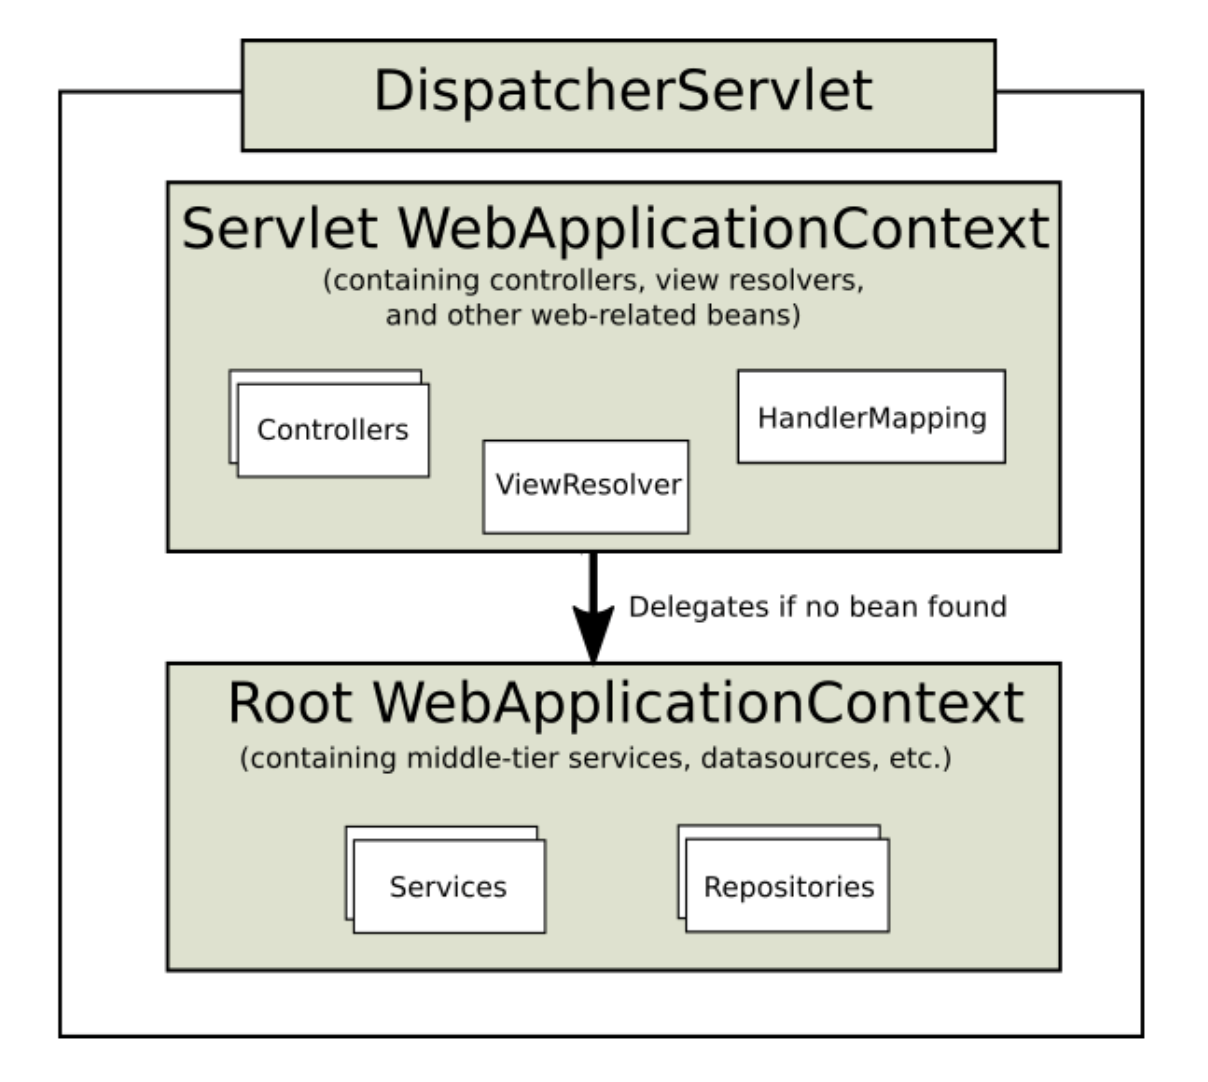 DispatcherServlet
Servlet WebApplicationContext
(containing controllers, view resolvers,
and other web-related beans)
Controllers
HandlerMapping
ViewResolver
Delegates if no bean found
Root WebApplicationContext
(containing middle-tier services, datasources, etc.)
Services
Repositories